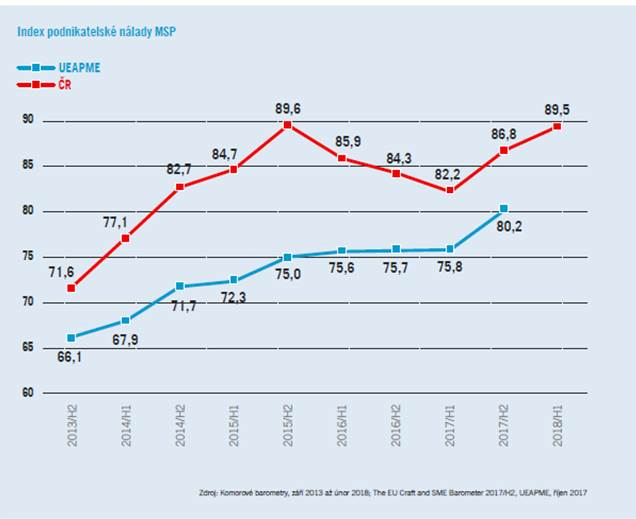 Index podnikatelské nálady MSP
UEAPME
ČR
90
85
80
75
70
65
60
71,6
77,1
82,7
84,7
89,6
85,9
84,3
82,2
86,8
89,5
66,1
67,9
71,7
72,3
75,0
75,6
75,7
75,8
80,2
2013/H2
2014/H1
2014/H2
2015/H1
2015/H2
2016/H1
2016/H2
2017/H1
2017/H2
2018/H1
Zdroj: Komorové barometry, září 2013 až únor 2018; The EU Craft and SME Barometer 2017/H2, UEAPME, říjen 2017